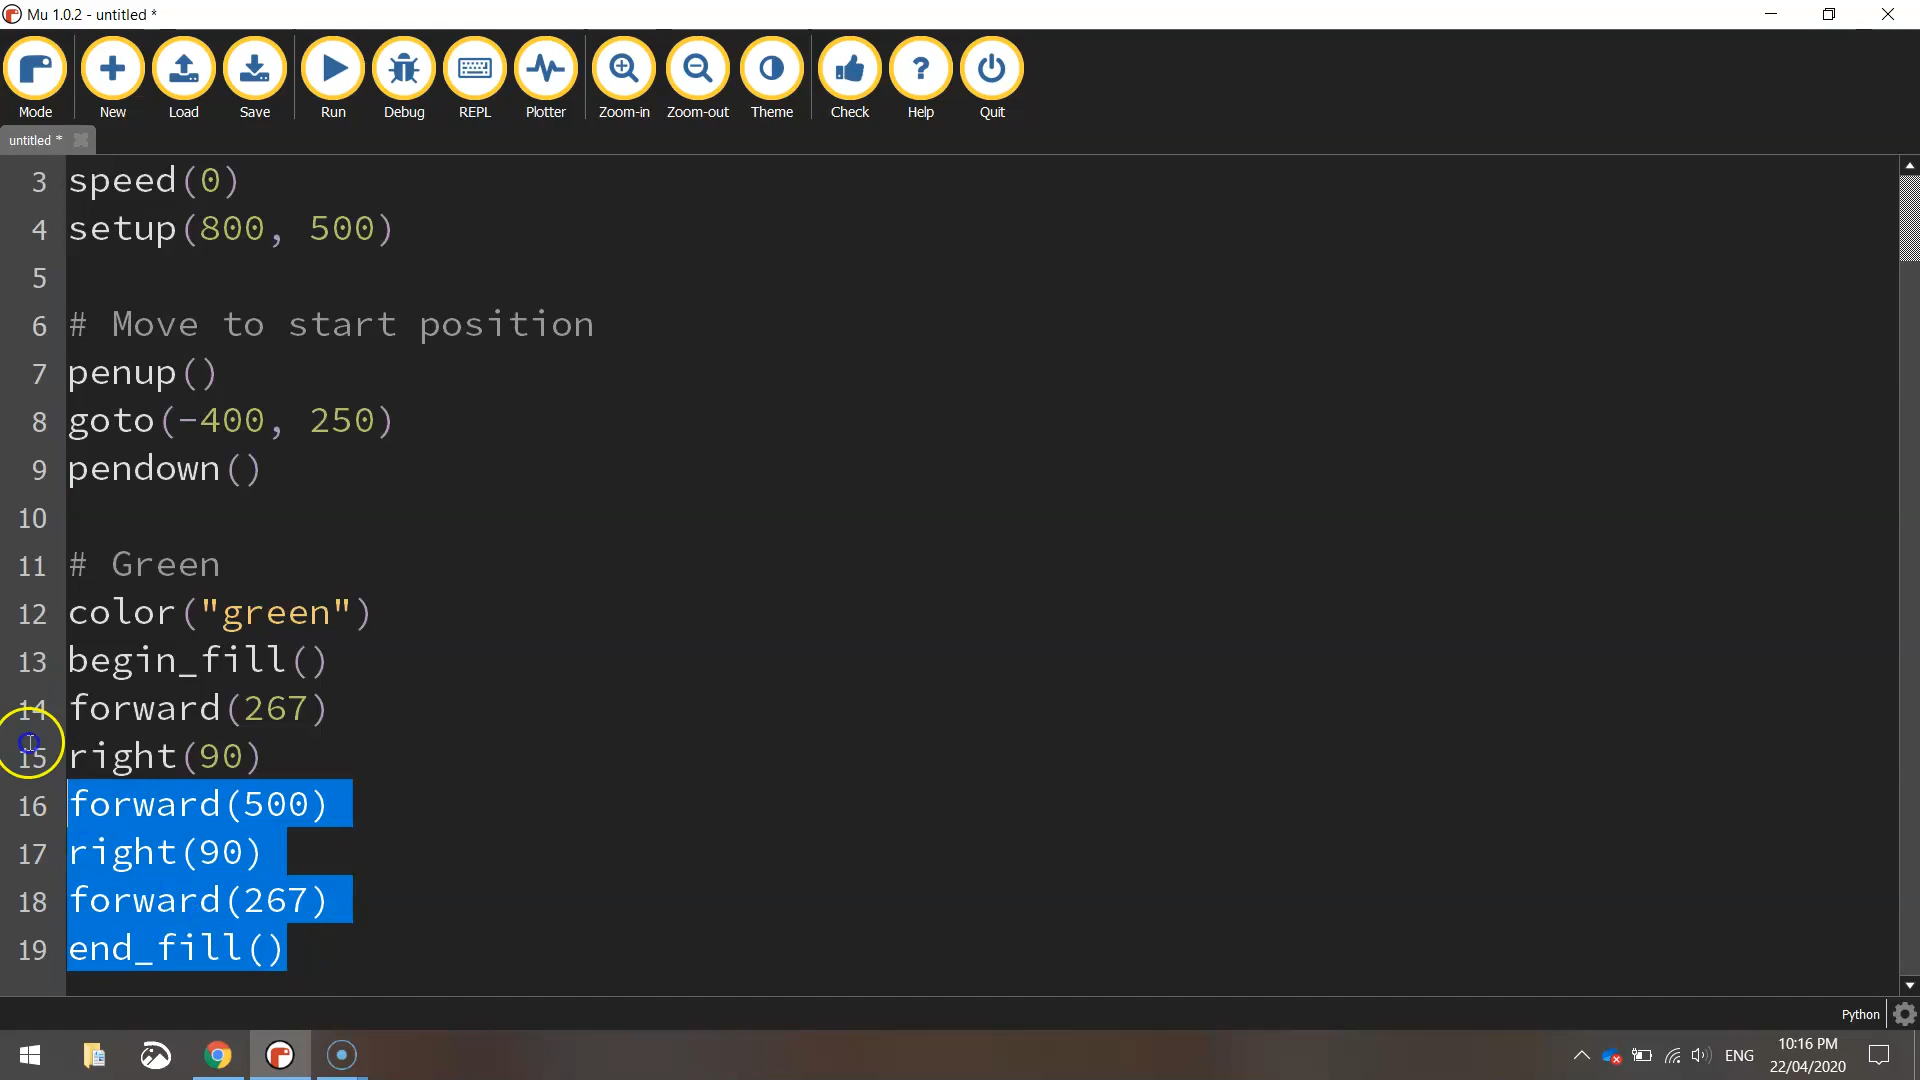 Mu 1.0.2 - untitled *
Mode New Load Save Run Debug REPL Plotter Zoom-in Zoom-out Theme Check Help Quit
untitled *
3 speed(0)
4 setup(800, 500)
5
6 # Move to start position
7 penup()
8 goto(-400, 250)
9 pendown()
10
11 # Green
12 color("green")
13 begin_fill()
14 forward(267)
15 right(90)
16 forward(500)
17 right(90)
18 forward(267)
19 end_fill()
Python
ENG
10:16 PM
22/04/2020